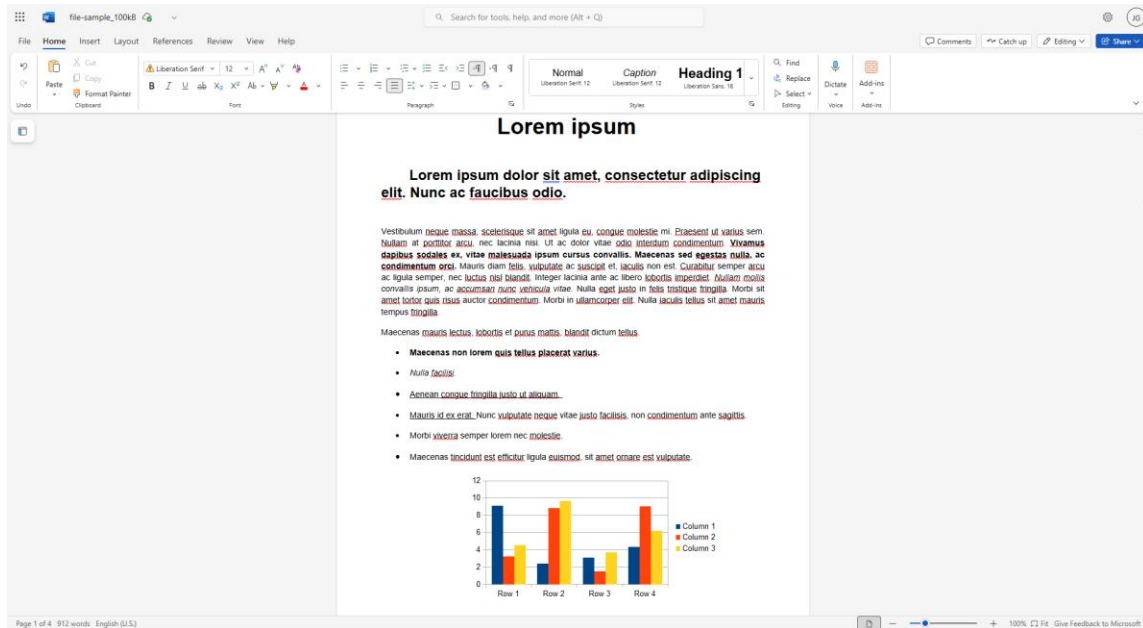 file-sample_100kB
Search for tools, help, and more (Alt + Q)
JG
File Home Insert Layout References Review View Help
Comments Catch up Editing Share
Paste
Cut
Copy
Format Painter
Liberation Serif 12
Normal
Liberation Serif, 12
Caption
Liberation Serif, 12
Heading 1
Liberation Sans, 18
Find
Replace
Select
Dictate
Add-ins
Undo Clipboard Font Paragraph Styles Editing Voice Add-ins
Lorem ipsum
Lorem ipsum dolor sit amet, consectetur adipiscing
elit. Nunc ac faucibus odio.
Vestibulum neque massa, scelerisque sit amet ligula eu, congue molestie mi. Praesent ut varius sem.
Nullam at porttitor arcu, nec lacinia nisi. Ut ac dolor vitae odio interdum condimentum. Vivamus
dapibus sodales ex, vitae malesuada ipsum cursus convallis. Maecenas sed egestas nulla, ac
condimentum orci. Mauris diam felis, vulputate ac suscipit et, iaculis non est. Curabitur semper arcu
ac ligula semper, nec luctus nisl blandit. Integer lacinia ante ac libero lobortis imperdiet. Nullam mollis
convallis ipsum, ac accumsan nunc vehicula vitae. Nulla eget justo in felis tristique fringilla. Morbi sit
amet tortor quis risus auctor condimentum. Morbi in ullamcorper elit. Nulla iaculis tellus sit amet mauris
tempus fringilla.
Maecenas mauris lectus, lobortis et purus mattis, blandit dictum tellus.
• Maecenas non lorem quis tellus placerat varius.
• Nulla facilisi.
• Aenean congue fringilla justo ut aliquam.
• Mauris id ex erat. Nunc vulputate neque vitae justo facilisis, non condimentum ante sagittis.
• Morbi viverra semper lorem nec molestie.
• Maecenas tincidunt est efficitur ligula euismod, sit amet ornare est vulputate.
12
10
8
6
4
2
0
Column 1
Column 2
Column 3
Row 1 Row 2 Row 3 Row 4
Page 1 of 4 912 words English (U.S.)
100% Fit Give Feedback to Microsoft